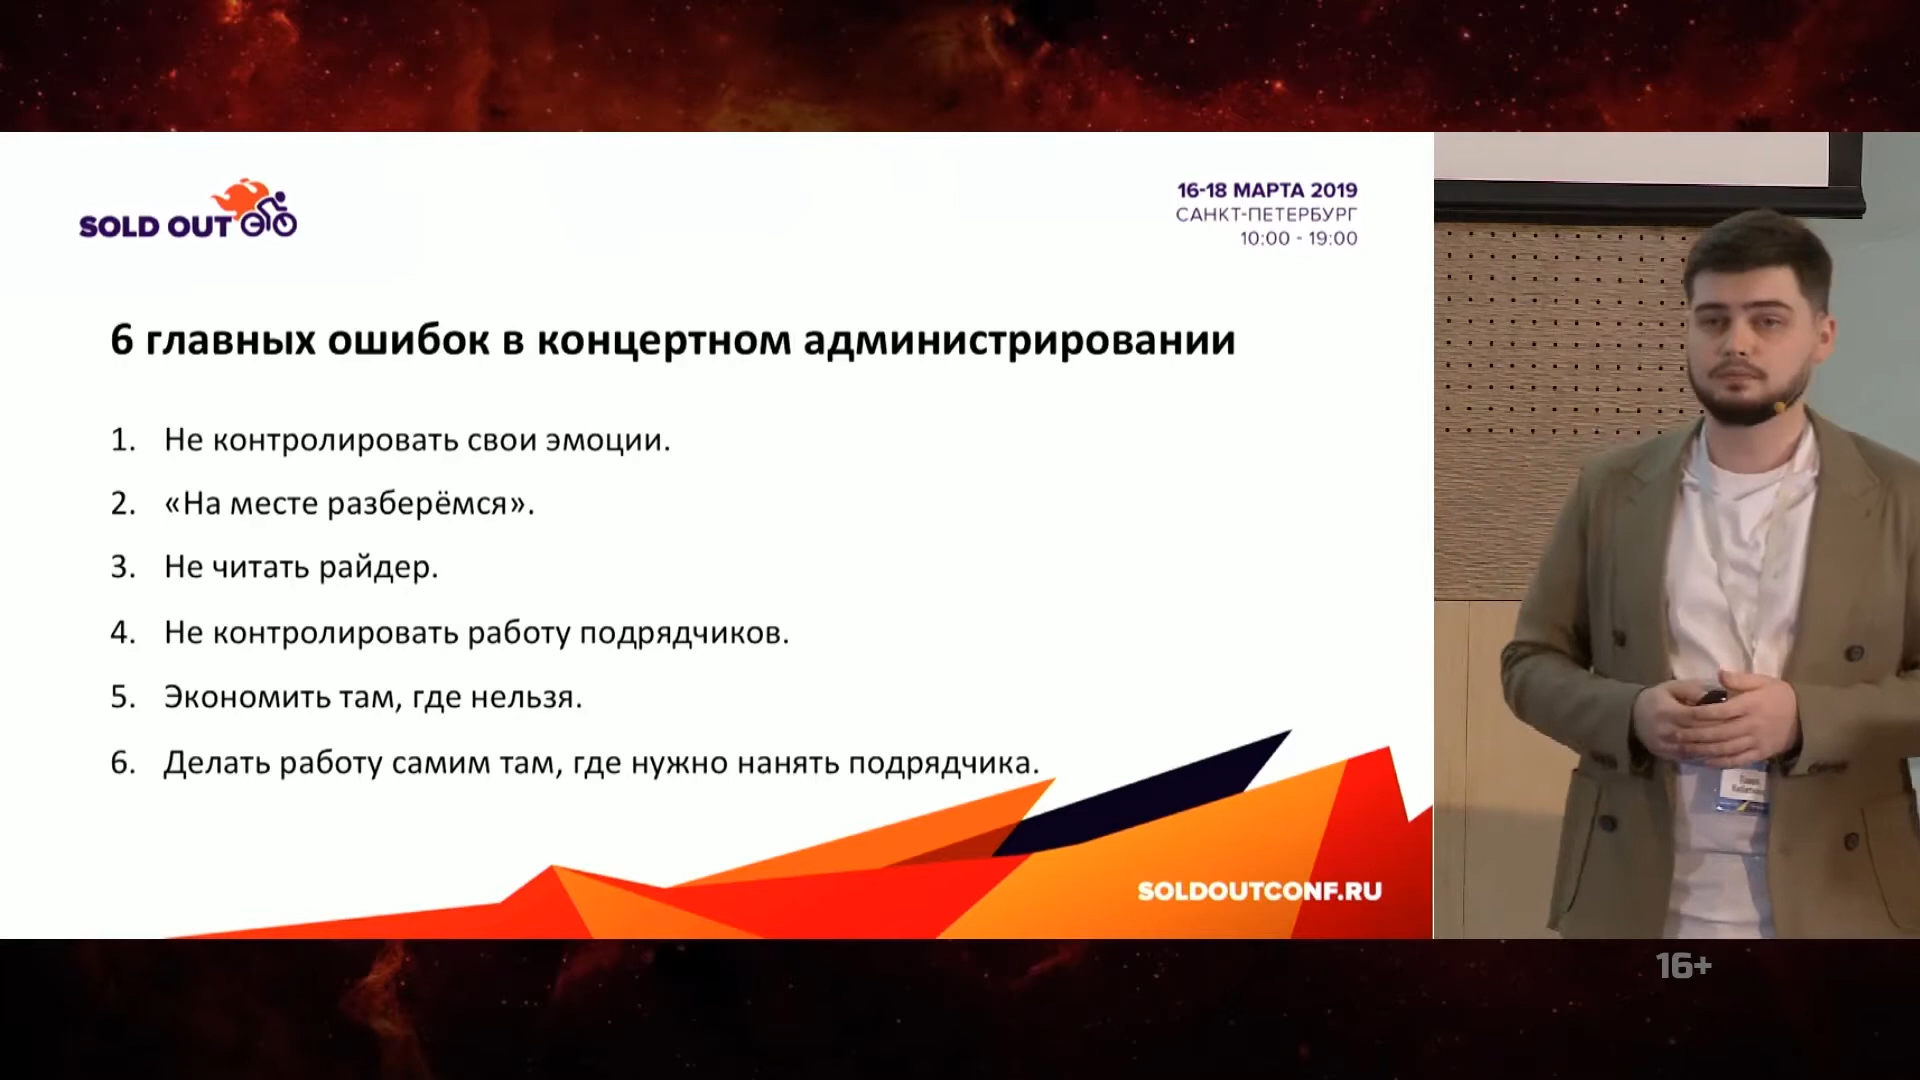 SOLD OUT
16-18 МАРТА 2019
САНКТ-ПЕТЕРБУРГ
10:00 - 19:00
6 главных ошибок в концертном администрировании
1. Не контролировать свои эмоции.
2. «На месте разберёмся».
3. Не читать райдер.
4. Не контролировать работу подрядчиков.
5. Экономить там, где нельзя.
6. Делать работу самим там, где нужно нанять подрядчика.
SOLDOUTCONF.RU
16+